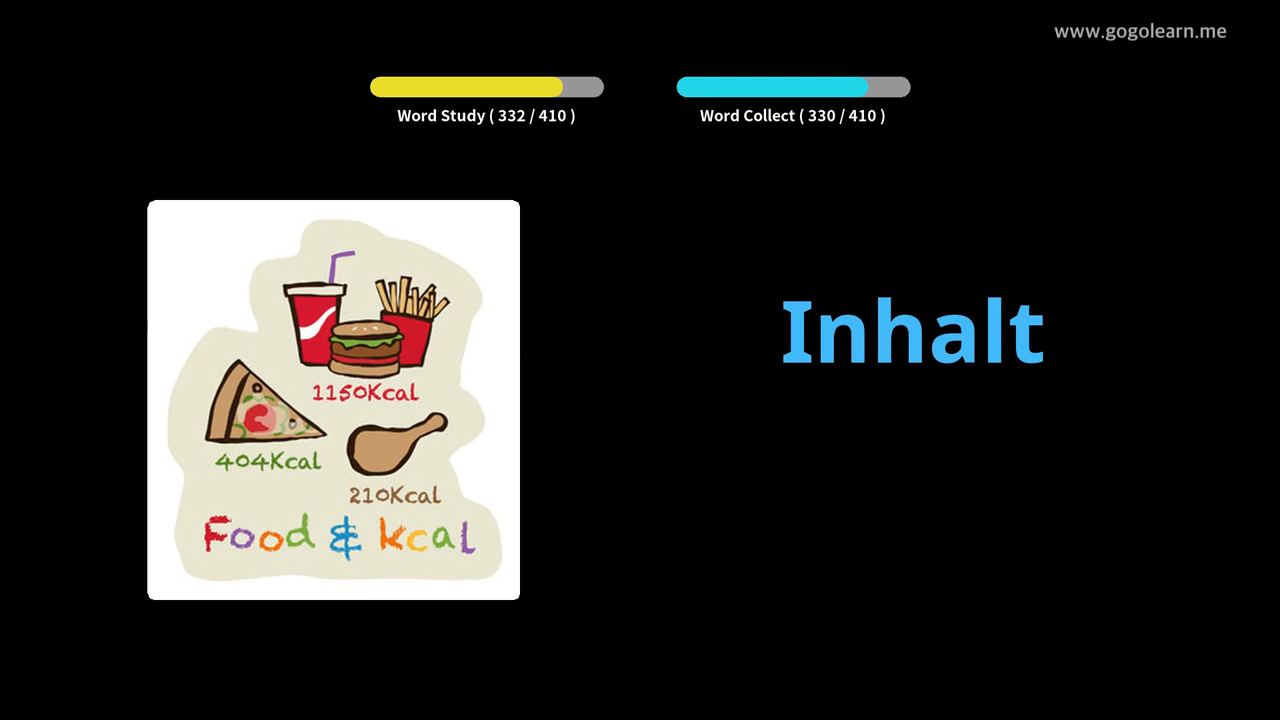 www.gogolearn.me
Word Study ( 332 / 410 )
Word Collect ( 330 / 410 )
Inhalt
1150Kcal
404Kcal
210Kcal
Food & kcal